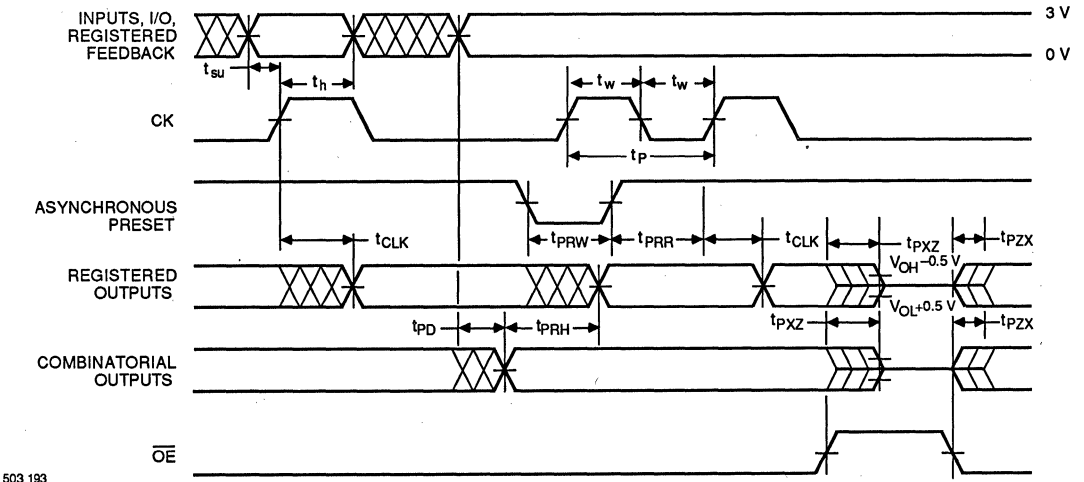 INPUTS, I/O,
REGISTERED
FEEDBACK
3 V
0 V
tsu
th
tw
tw
CK
tP
ASYNCHRONOUS
PRESET
tCLK
tPRW
tPRR
tCLK
tPXZ
tPZX
REGISTERED
OUTPUTS
VOH–0.5 V
VOL+0.5 V
tPD
tPRH
tPXZ
tPZX
COMBINATORIAL
OUTPUTS
OE
503 193